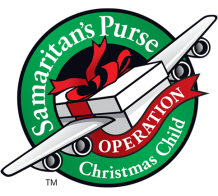 Samaritan's Purse
OPERATION
Christmas Child
TM